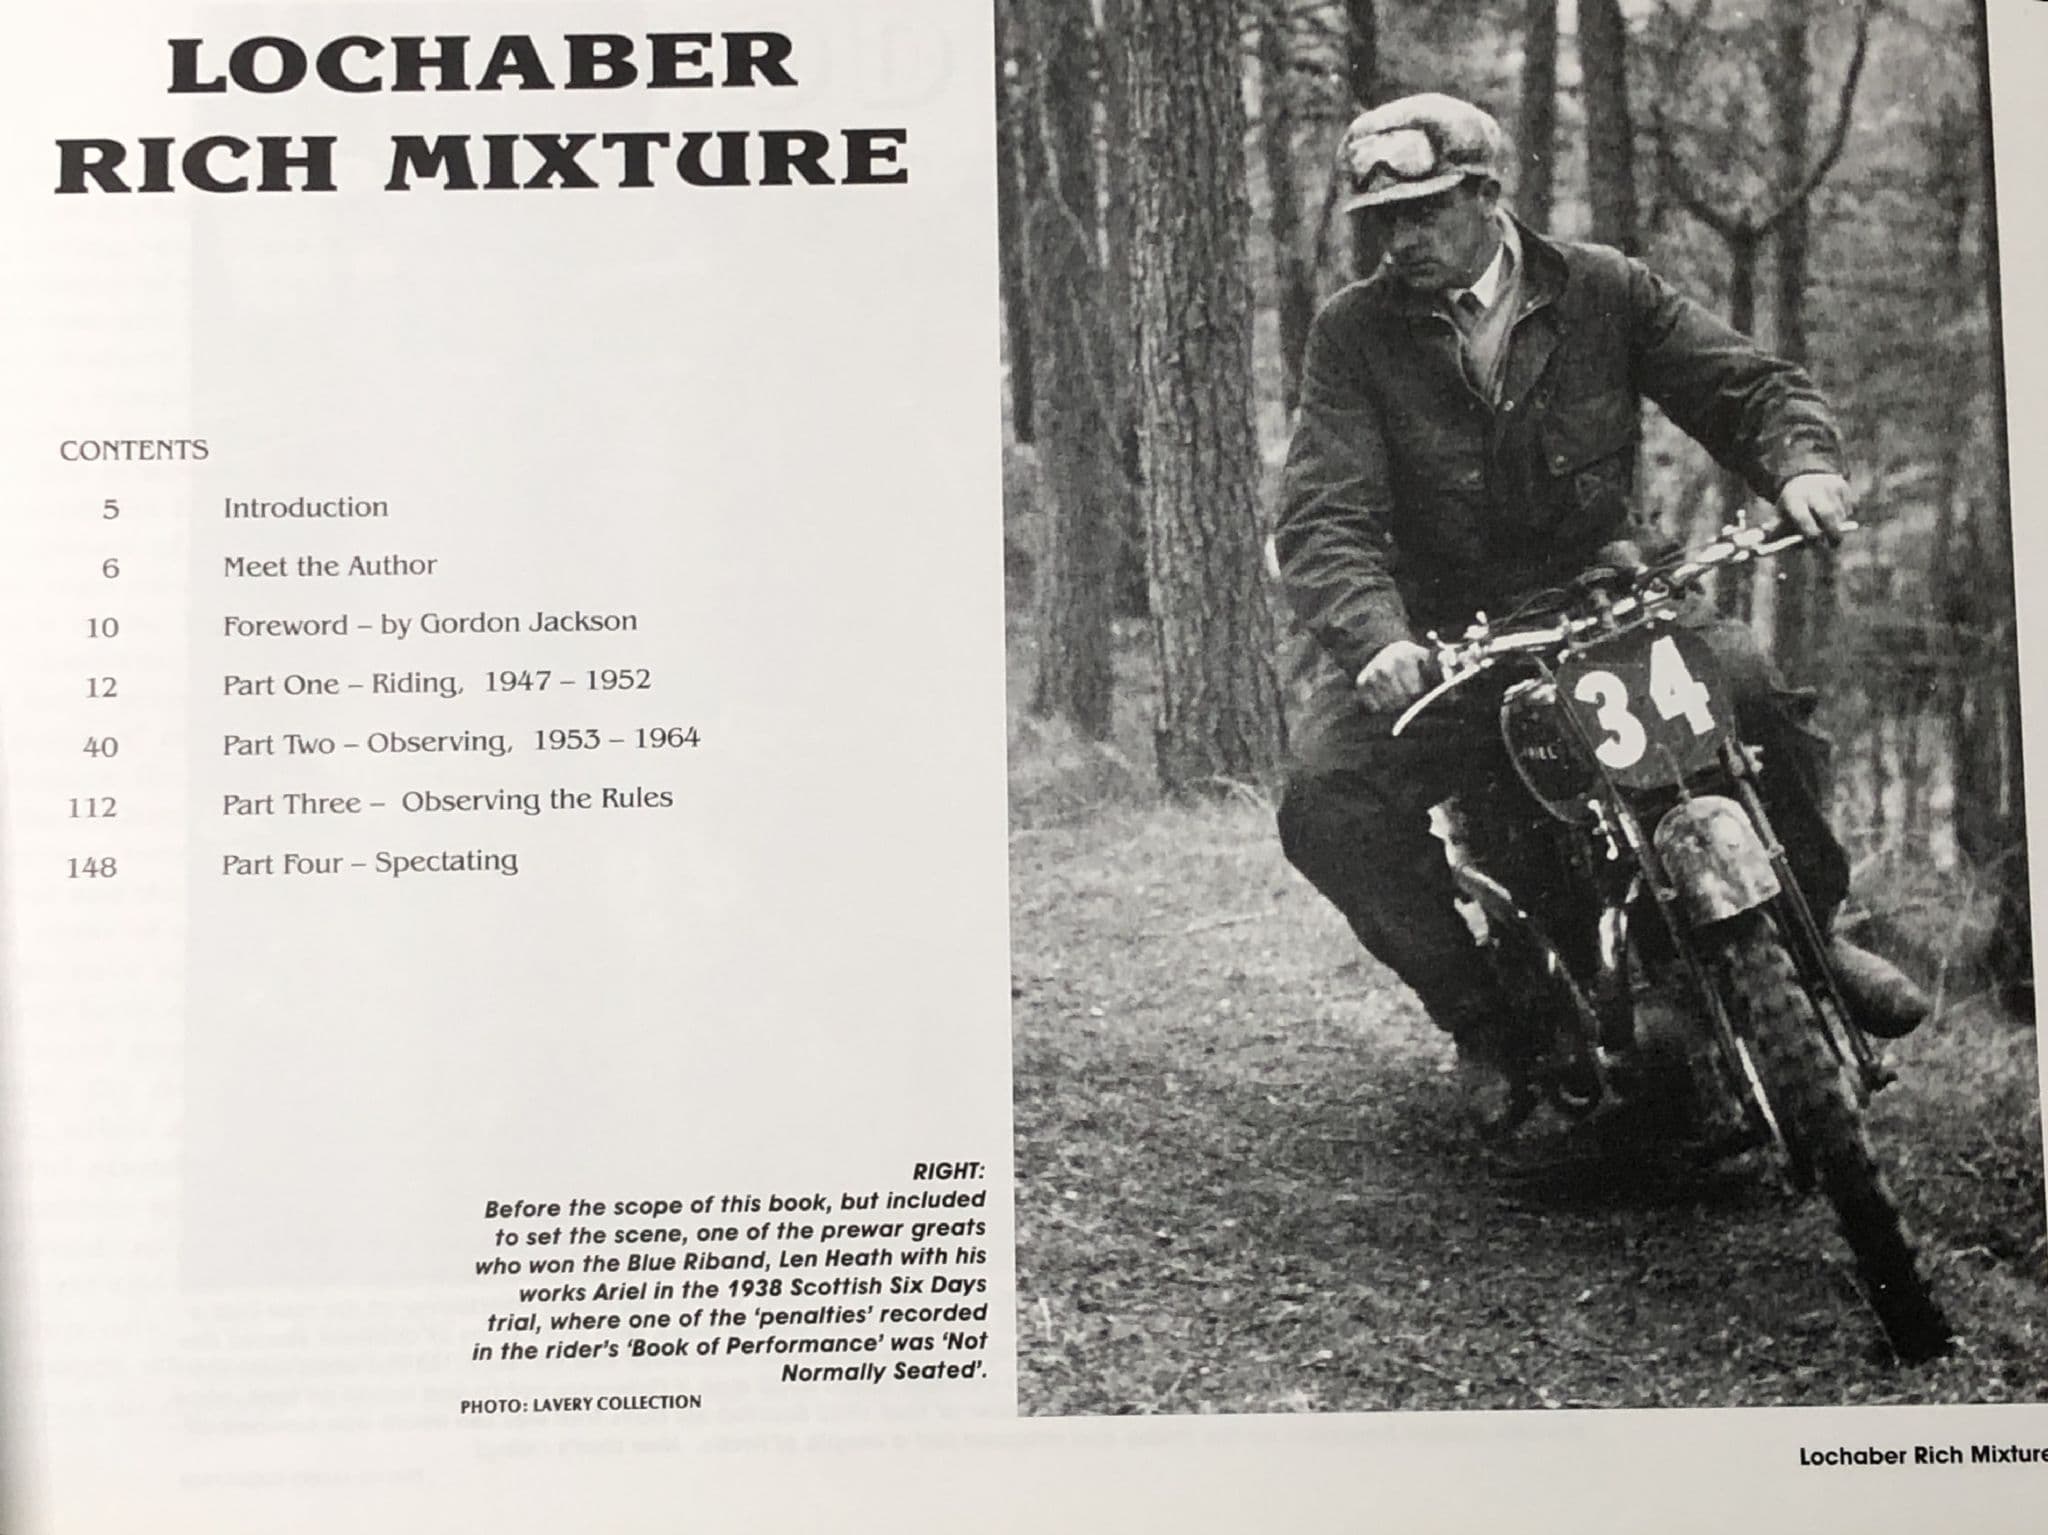 LOCHABER
RICH MIXTURE
CONTENTS
5 Introduction
6 Meet the Author
10 Foreword – by Gordon Jackson
12 Part One – Riding, 1947 – 1952
40 Part Two – Observing, 1953 – 1964
112 Part Three – Observing the Rules
148 Part Four – Spectating
RIGHT:
Before the scope of this book, but included
to set the scene, one of the prewar greats
who won the Blue Riband, Len Heath with his
works Ariel in the 1938 Scottish Six Days
trial, where one of the ‘penalties’ recorded
in the rider’s ‘Book of Performance’ was ‘Not
Normally Seated’.
PHOTO: LAVERY COLLECTION
34
Lochaber Rich Mixture